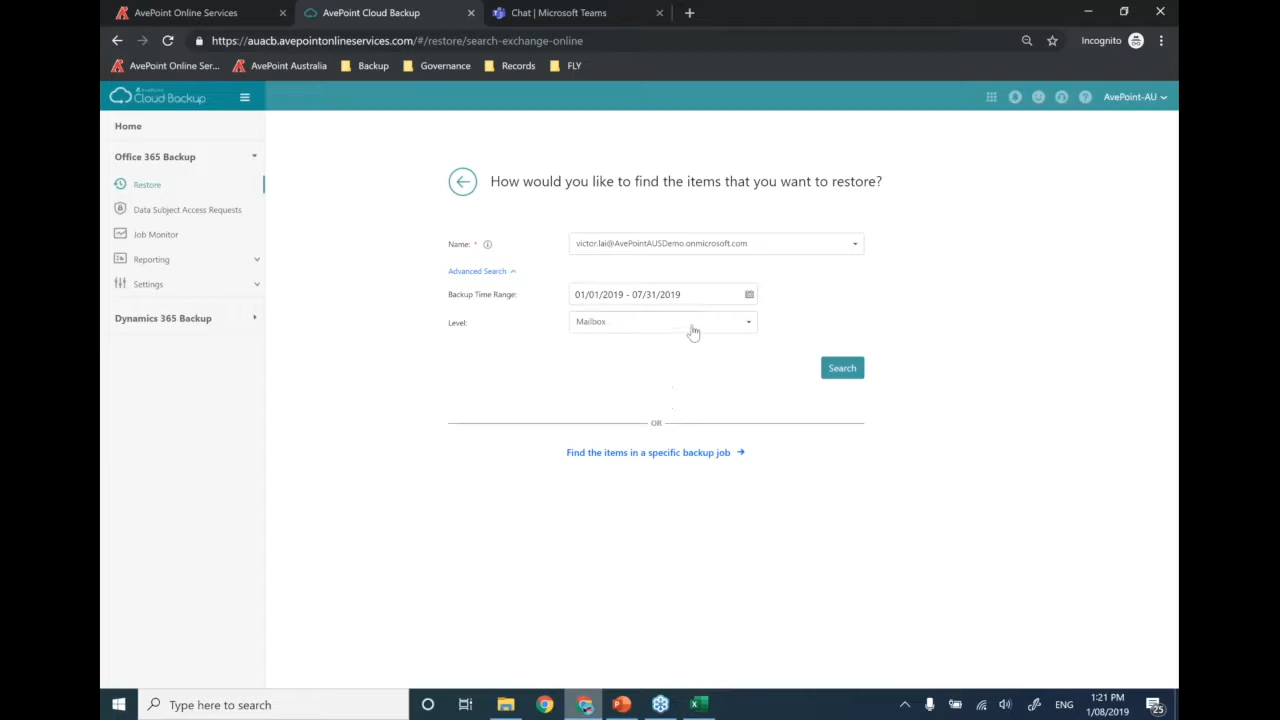 AvePoint Online Services
AvePoint Cloud Backup
Chat | Microsoft Teams
https://auacb.avepointonlineservices.com/#/restore/search-exchange-online
Incognito
AvePoint Online Ser...
AvePoint Australia
Backup
Governance
Records
FLY
AvePoint
Cloud Backup
AvePoint-AU
Home
Office 365 Backup
Restore
Data Subject Access Requests
Job Monitor
Reporting
Settings
Dynamics 365 Backup
How would you like to find the items that you want to restore?
Name: *
victor.lai@AvePointAUSDemo.onmicrosoft.com
Advanced Search
Backup Time Range:
01/01/2019 - 07/31/2019
Level:
Mailbox
Search
OR
Find the items in a specific backup job
Type here to search
ENG
1:21 PM
1/08/2019
25